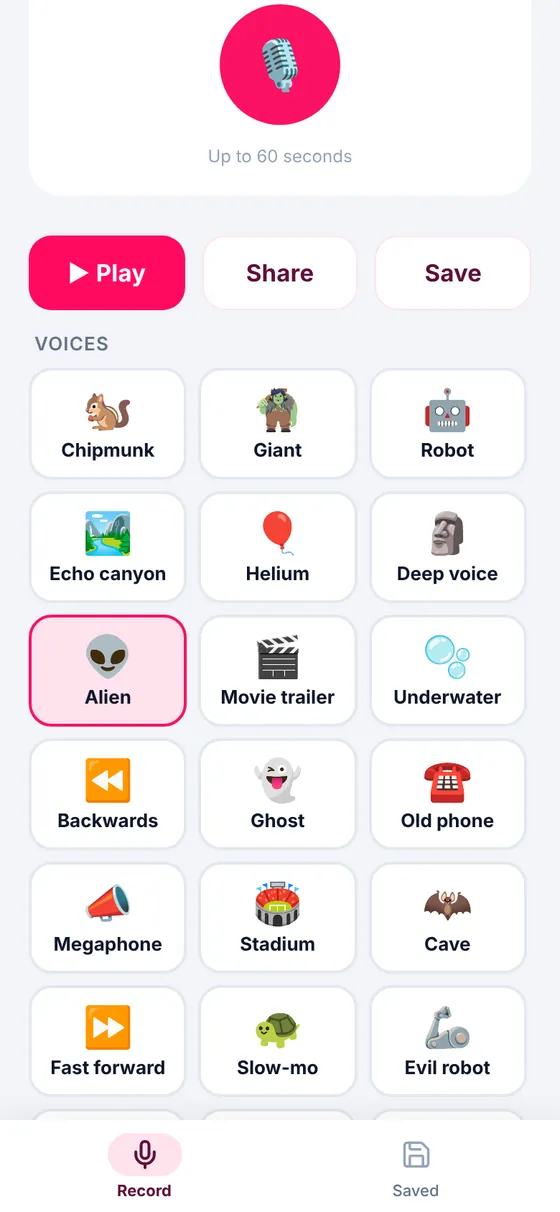 Up to 60 seconds
▶ Play
Share
Save
VOICES
Chipmunk
Giant
Robot
Echo canyon
Helium
Deep voice
Alien
Movie trailer
Underwater
Backwards
Ghost
Old phone
Megaphone
Stadium
Cave
Fast forward
Slow-mo
Evil robot
Record
Saved